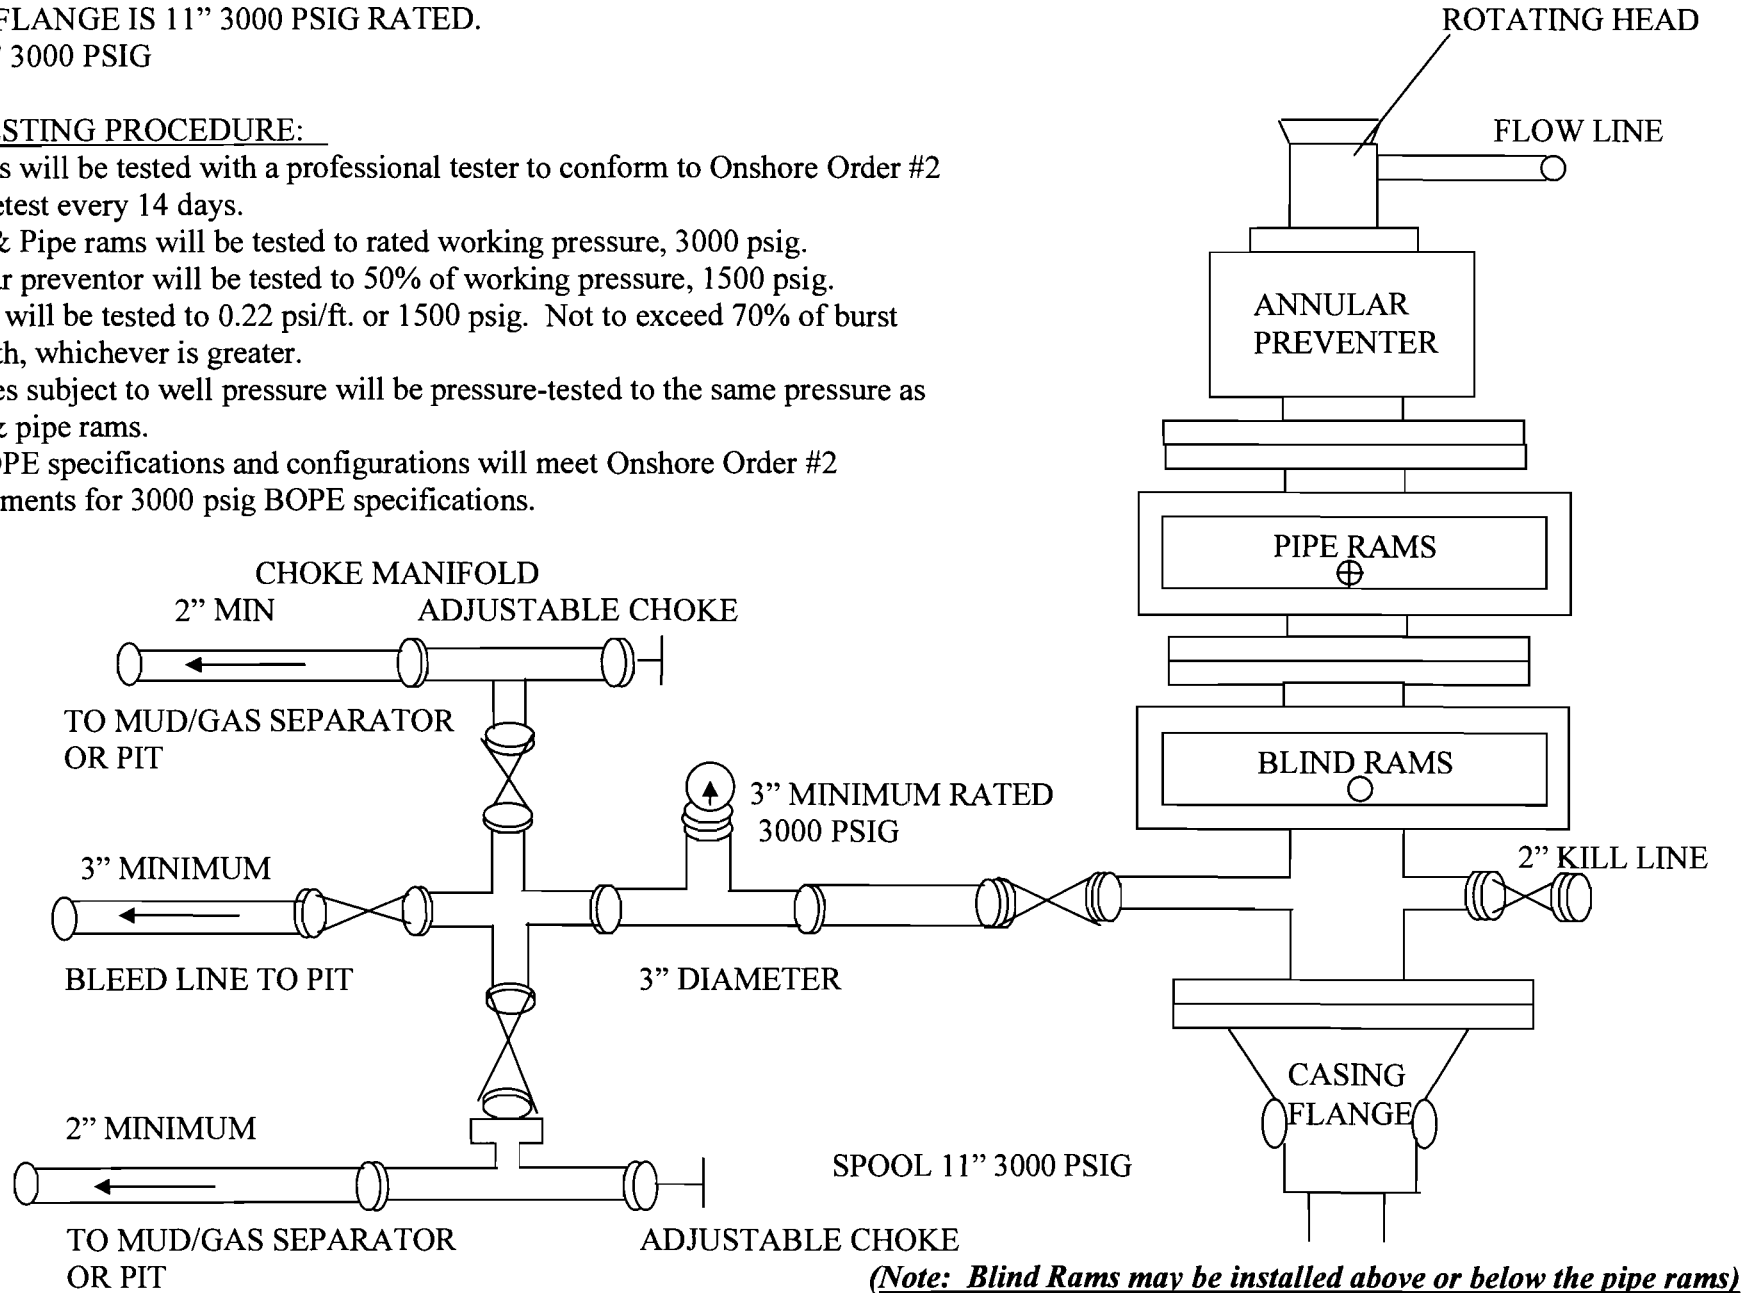 FLANGE IS 11” 3000 PSIG RATED.
3000 PSIG
STING PROCEDURE:
s will be tested with a professional tester to conform to Onshore Order #2
etest every 14 days.
& Pipe rams will be tested to rated working pressure, 3000 psig.
r preventor will be tested to 50% of working pressure, 1500 psig.
will be tested to 0.22 psi/ft. or 1500 psig. Not to exceed 70% of burst
th, whichever is greater.
es subject to well pressure will be pressure-tested to the same pressure as
pipe rams.
PE specifications and configurations will meet Onshore Order #2
ments for 3000 psig BOPE specifications.
ROTATING HEAD
FLOW LINE
ANNULAR
PREVENTER
PIPE RAMS
BLIND RAMS
CHOKE MANIFOLD
2” MIN
ADJUSTABLE CHOKE
TO MUD/GAS SEPARATOR
OR PIT
3” MINIMUM RATED
3000 PSIG
3” MINIMUM
2” KILL LINE
BLEED LINE TO PIT
3” DIAMETER
CASING
FLANGE
2” MINIMUM
SPOOL 11” 3000 PSIG
TO MUD/GAS SEPARATOR
OR PIT
ADJUSTABLE CHOKE
(Note: Blind Rams may be installed above or below the pipe rams)